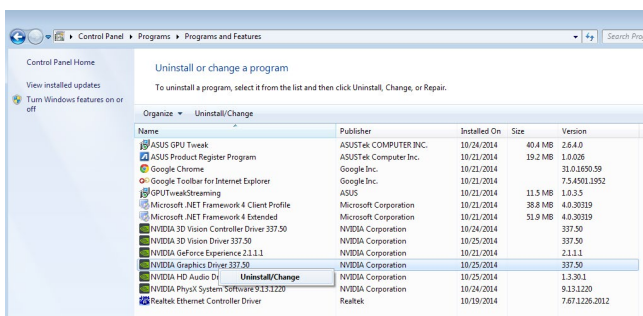 Control Panel ▸ Programs ▸ Programs and Features
Search Pro
Control Panel Home
View installed updates
Turn Windows features on or off
Uninstall or change a program
To uninstall a program, select it from the list and then click Uninstall, Change, or Repair.
Organize Uninstall/Change
Name Publisher Installed On Size Version
ASUS GPU Tweak ASUSTek COMPUTER INC. 10/24/2014 40.4 MB 2.6.4.0
ASUS Product Register Program ASUSTek Computer Inc. 10/21/2014 19.2 MB 1.0.026
Google Chrome Google Inc. 10/21/2014 31.0.1650.59
Google Toolbar for Internet Explorer Google Inc. 10/21/2014 7.5.4501.1952
GPUTweakStreaming ASUS 10/21/2014 11.5 MB 1.0.3.5
Microsoft .NET Framework 4 Client Profile Microsoft Corporation 10/21/2014 38.8 MB 4.0.30319
Microsoft .NET Framework 4 Extended Microsoft Corporation 10/21/2014 51.9 MB 4.0.30319
NVIDIA 3D Vision Controller Driver 337.50 NVIDIA Corporation 10/24/2014 337.50
NVIDIA 3D Vision Driver 337.50 NVIDIA Corporation 10/25/2014 337.50
NVIDIA GeForce Experience 2.1.1.1 NVIDIA Corporation 10/21/2014 2.1.1.1
NVIDIA Graphics Driver 337.50 NVIDIA Corporation 10/25/2014 337.50
NVIDIA HD Audio Dr Uninstall/Change NVIDIA Corporation 10/25/2014 1.3.30.1
NVIDIA PhysX System Software 9.13.1220 NVIDIA Corporation 10/24/2014 9.13.1220
Realtek Ethernet Controller Driver Realtek 10/19/2014 7.67.1226.2012